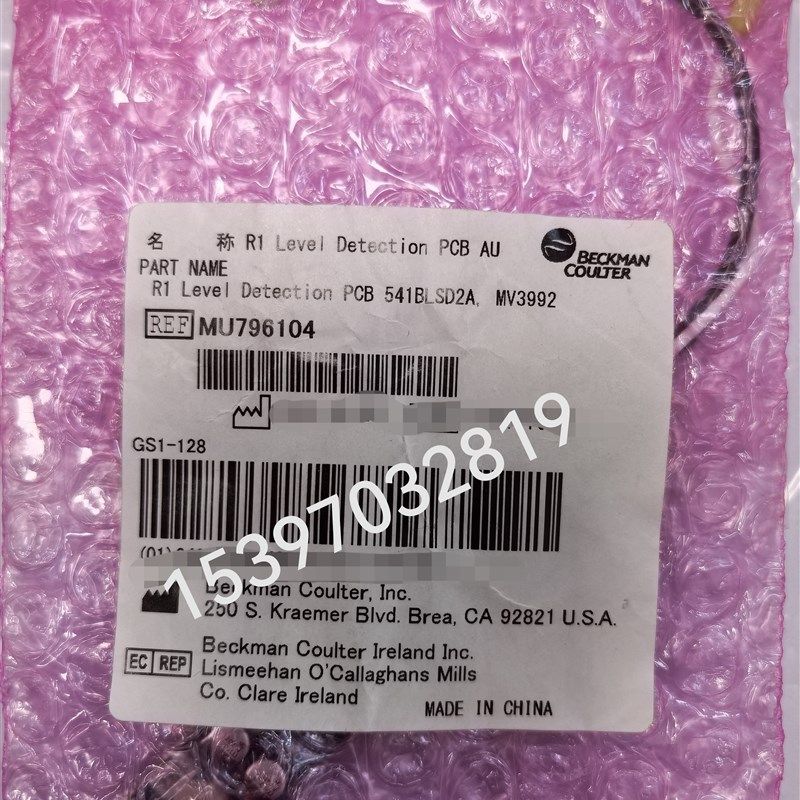 名 称 R1 Level Detection PCB AU
BECKMAN
COULTER
PART NAME
R1 Level Detection PCB 541BLSD2A, MV3992
REF MU796104
GS1-128
(01)
15397032819
Beckman Coulter, Inc.
250 S. Kraemer Blvd. Brea, CA 92821 U.S.A.
EC REP
Beckman Coulter Ireland Inc.
Lismeehan O'Callaghans Mills
Co. Clare Ireland
MADE IN CHINA